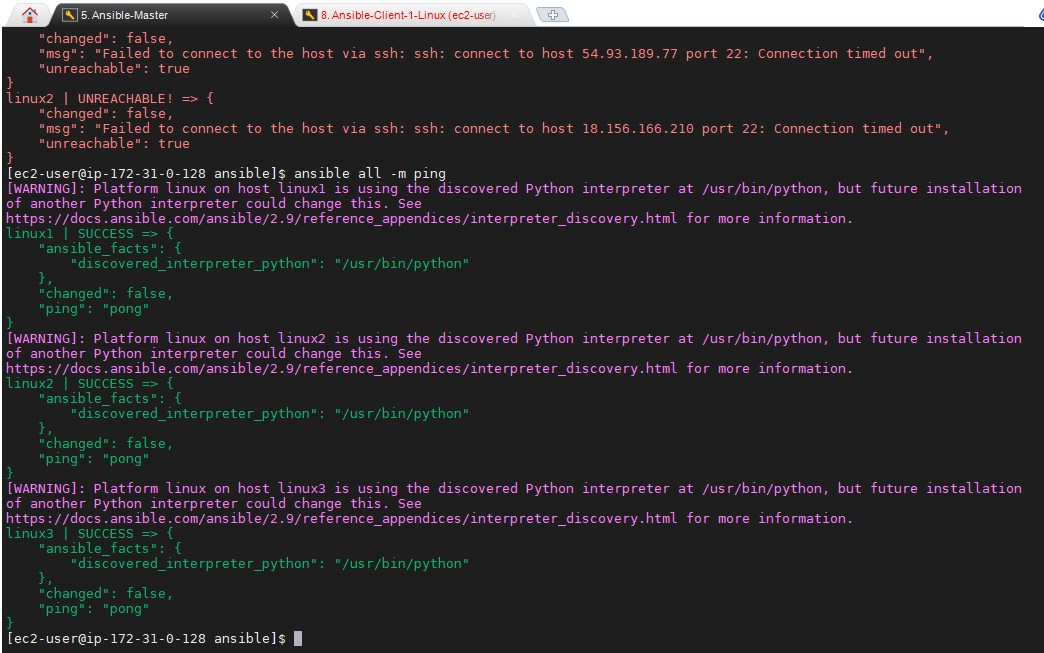 5. Ansible-Master
8. Ansible-Client-1-Linux (ec2-user)
    "changed": false,
    "msg": "Failed to connect to the host via ssh: ssh: connect to host 54.93.189.77 port 22: Connection timed out",
    "unreachable": true
}
linux2 | UNREACHABLE! => {
    "changed": false,
    "msg": "Failed to connect to the host via ssh: ssh: connect to host 18.156.166.210 port 22: Connection timed out",
    "unreachable": true
}
[ec2-user@ip-172-31-0-128 ansible]$ ansible all -m ping
[WARNING]: Platform linux on host linux1 is using the discovered Python interpreter at /usr/bin/python, but future installation
of another Python interpreter could change this. See
https://docs.ansible.com/ansible/2.9/reference_appendices/interpreter_discovery.html for more information.
linux1 | SUCCESS => {
    "ansible_facts": {
        "discovered_interpreter_python": "/usr/bin/python"
    },
    "changed": false,
    "ping": "pong"
}
[WARNING]: Platform linux on host linux2 is using the discovered Python interpreter at /usr/bin/python, but future installation
of another Python interpreter could change this. See
https://docs.ansible.com/ansible/2.9/reference_appendices/interpreter_discovery.html for more information.
linux2 | SUCCESS => {
    "ansible_facts": {
        "discovered_interpreter_python": "/usr/bin/python"
    },
    "changed": false,
    "ping": "pong"
}
[WARNING]: Platform linux on host linux3 is using the discovered Python interpreter at /usr/bin/python, but future installation
of another Python interpreter could change this. See
https://docs.ansible.com/ansible/2.9/reference_appendices/interpreter_discovery.html for more information.
linux3 | SUCCESS => {
    "ansible_facts": {
        "discovered_interpreter_python": "/usr/bin/python"
    },
    "changed": false,
    "ping": "pong"
}
[ec2-user@ip-172-31-0-128 ansible]$